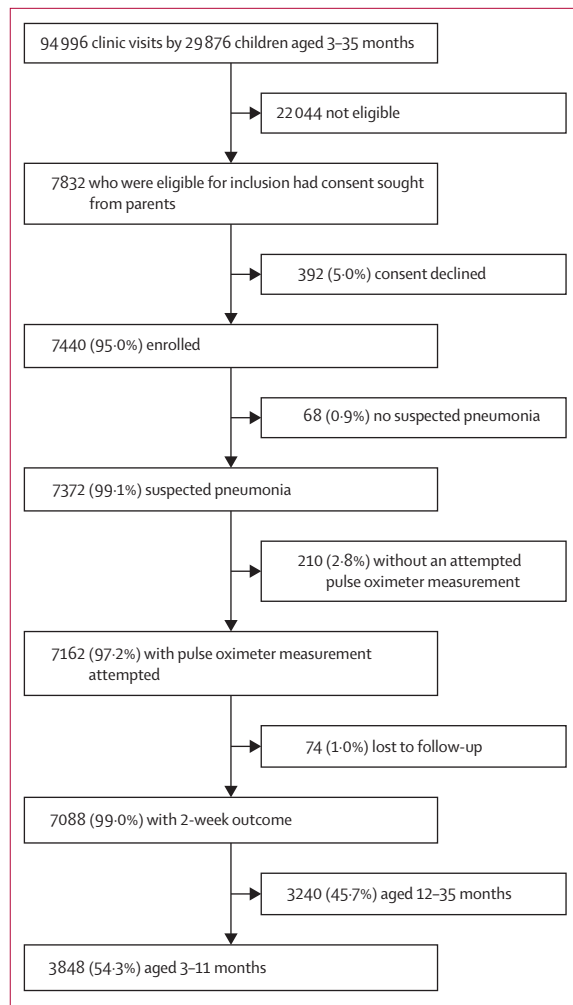 94 996 clinic visits by 29 876 children aged 3–35 months
22 044 not eligible
7832 who were eligible for inclusion had consent sought
from parents
392 (5·0%) consent declined
7440 (95·0%) enrolled
68 (0·9%) no suspected pneumonia
7372 (99·1%) suspected pneumonia
210 (2·8%) without an attempted
pulse oximeter measurement
7162 (97·2%) with pulse oximeter measurement
attempted
74 (1·0%) lost to follow-up
7088 (99·0%) with 2-week outcome
3240 (45·7%) aged 12–35 months
3848 (54·3%) aged 3–11 months